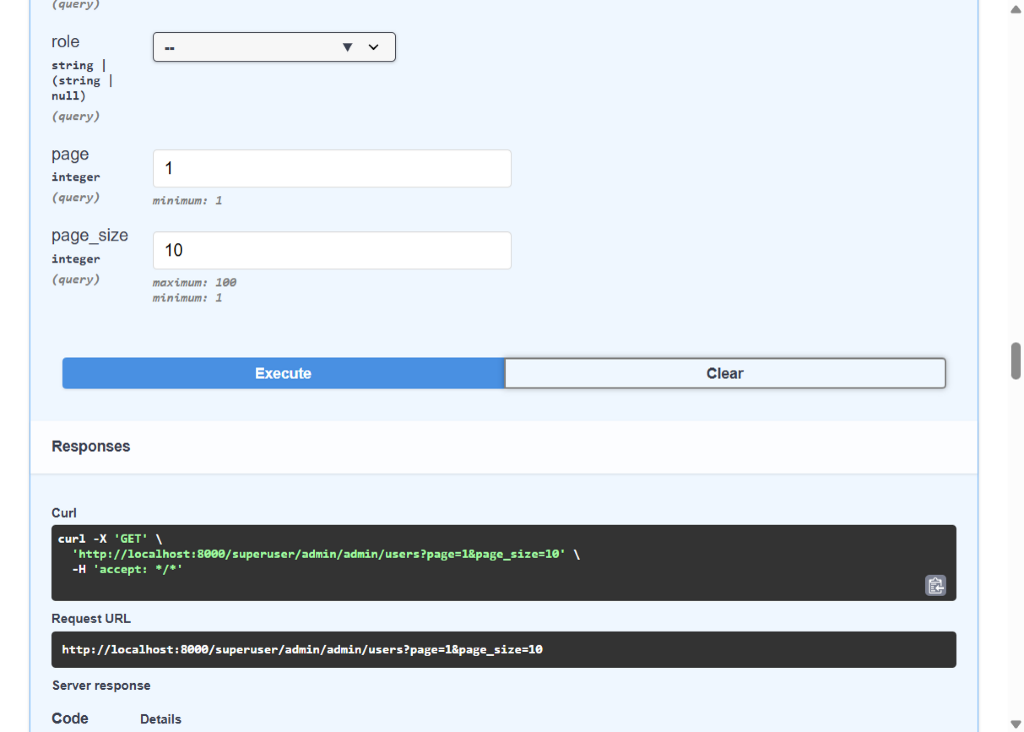 (query)
role
--
string |
(string |
null)
(query)
page
1
integer
(query)
minimum: 1
page_size
10
integer
(query)
maximum: 100
minimum: 1
Execute
Clear
Responses
Curl
curl -X 'GET' \
'http://localhost:8000/superuser/admin/admin/users?page=1&page_size=10' \
-H 'accept: */*'
Request URL
http://localhost:8000/superuser/admin/admin/users?page=1&page_size=10
Server response
Code Details